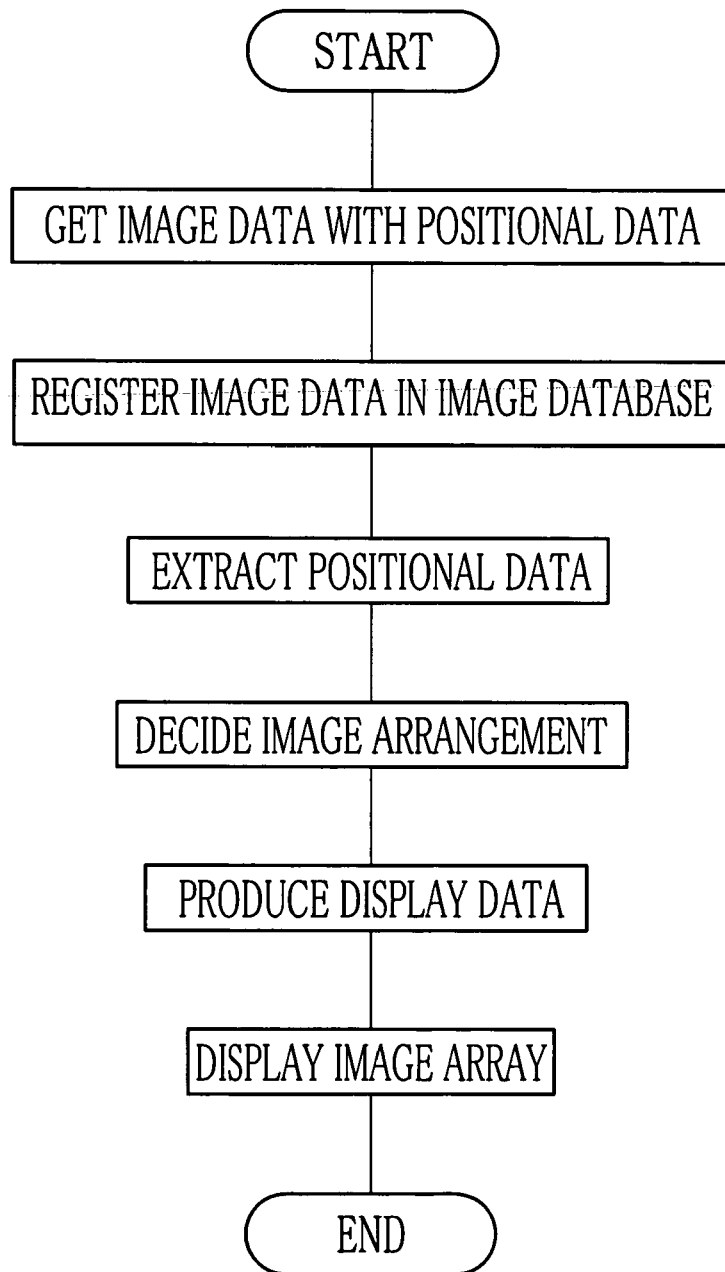 START
GET IMAGE DATA WITH POSITIONAL DATA
REGISTER IMAGE DATA IN IMAGE DATABASE
EXTRACT POSITIONAL DATA
DECIDE IMAGE ARRANGEMENT
PRODUCE DISPLAY DATA
DISPLAY IMAGE ARRAY
END